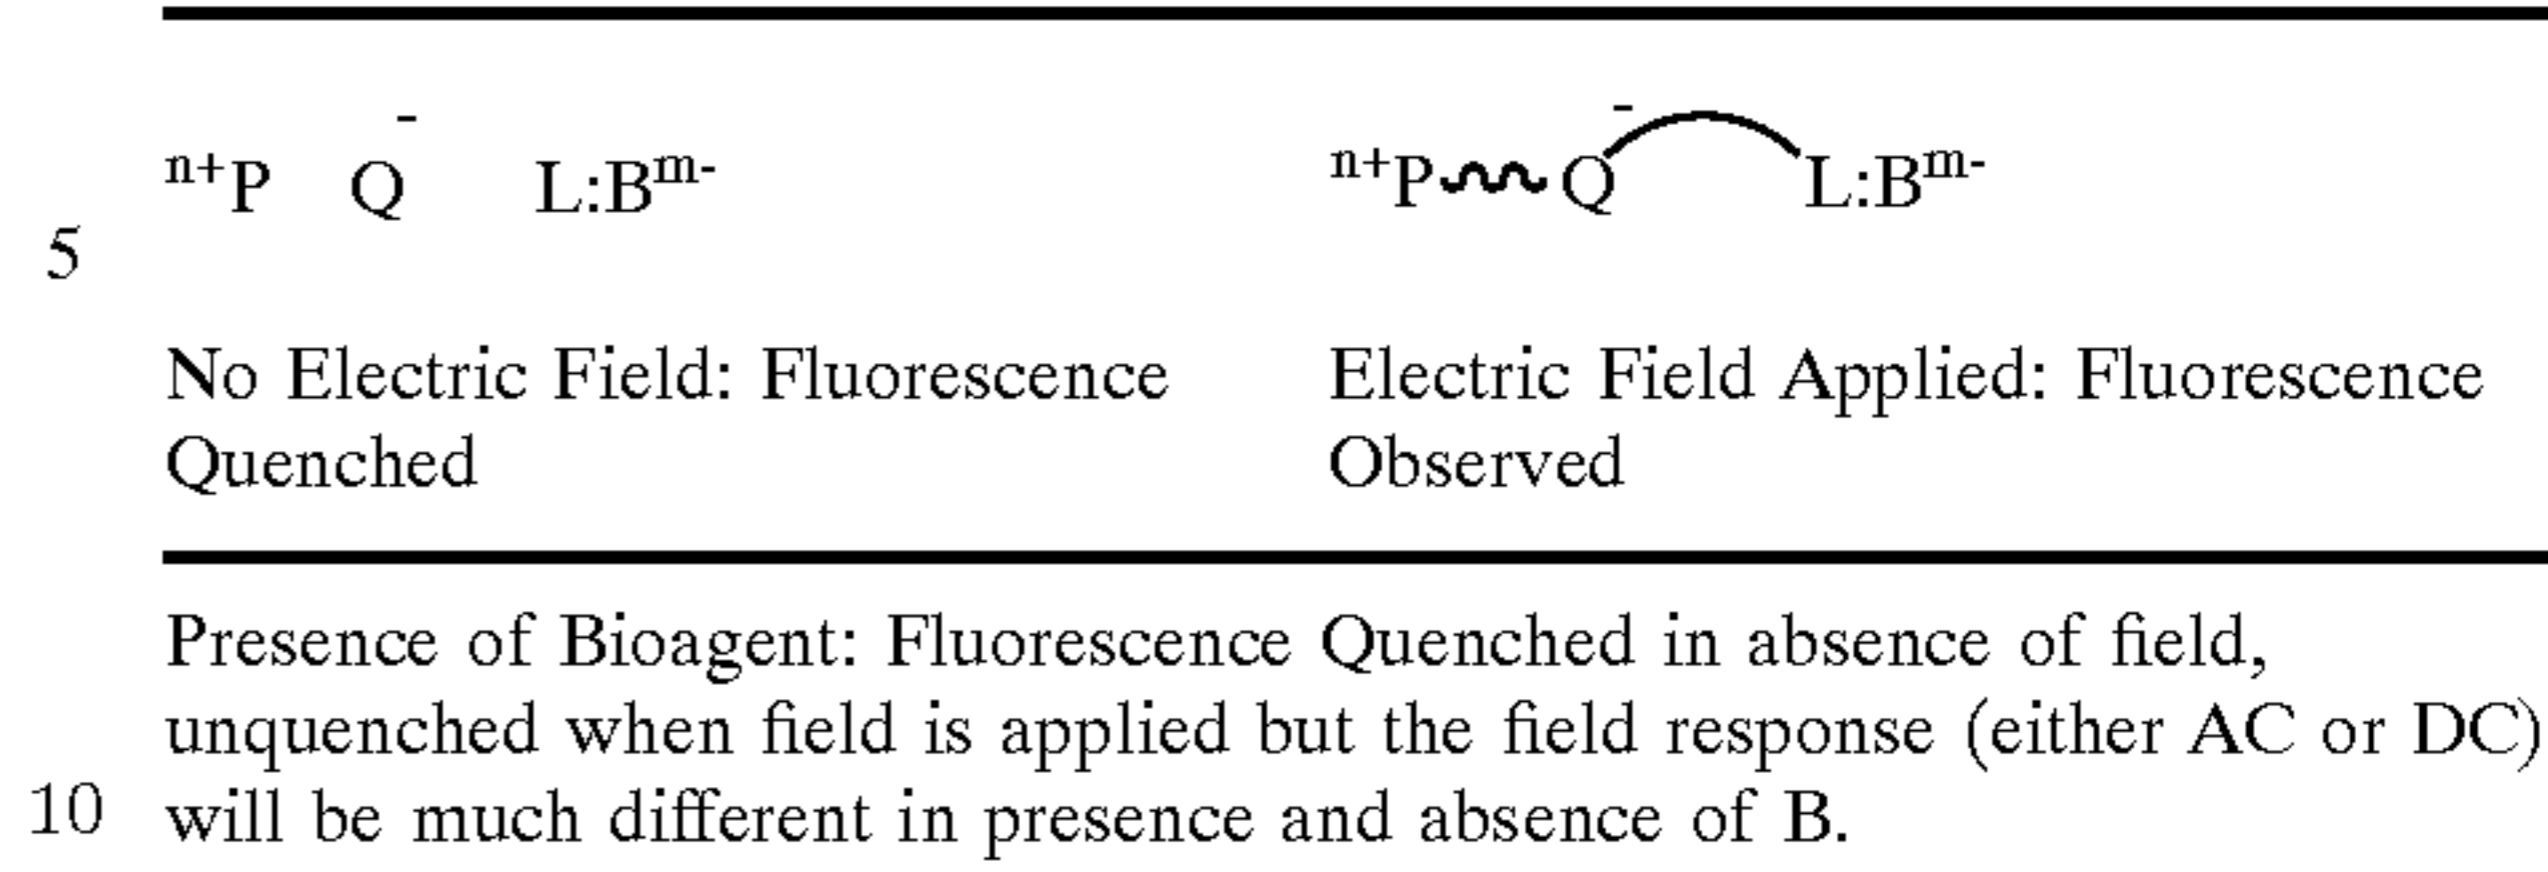 - -
n+P Q L:Bm- n+P Q L:Bm-
5
No Electric Field: Fluorescence Electric Field Applied: Fluorescence
Quenched Observed
Presence of Bioagent: Fluorescence Quenched in absence of field,
unquenched when field is applied but the field response (either AC or DC)
10 will be much different in presence and absence of B.